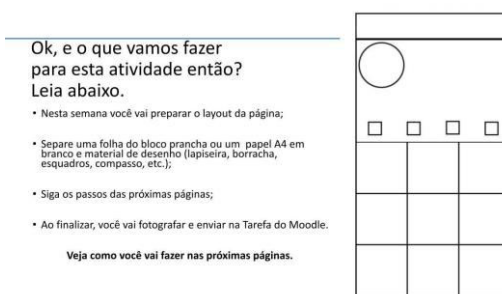 Ok, e o que vamos fazer
para esta atividade então?
Leia abaixo.
• Nesta semana você vai preparar o layout da página;
• Separe uma folha do bloco prancha ou um papel A4 em
branco e material de desenho (lapiseira, borracha,
esquadros, compasso, etc.);
• Siga os passos das próximas páginas;
• Ao finalizar, você vai fotografar e enviar na Tarefa do Moodle.
Veja como você vai fazer nas próximas páginas.